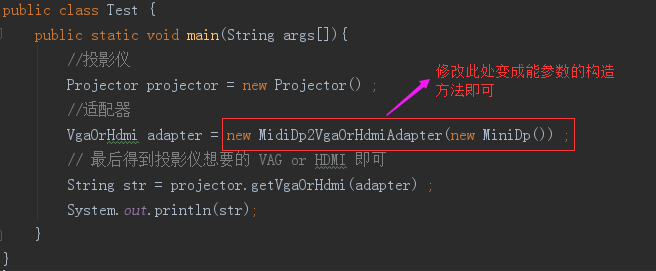 public class Test {
public static void main(String args[]){
//投影仪
Projector projector = new Projector() ;
//适配器
VgaOrHdmi adapter = new MidiDp2VgaOrHdmiAdapter(new MiniDp()) ;
// 最后得到投影仪想要的 VAG or HDMI 即可
String str = projector.getVgaOrHdmi(adapter) ;
System.out.println(str);
}
}
修改此处变成能参数的构造
方法即可